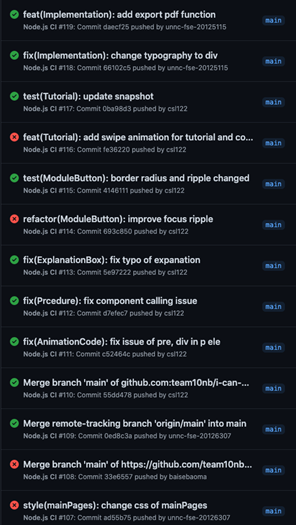 feat(Implementation): add export pdf function
main
Node.js CI #119: Commit daecf25 pushed by unnc-fse-20125115
fix(Implementation): change typography to div
main
Node.js CI #118: Commit 66102c5 pushed by unnc-fse-20125115
test(Tutorial): update snapshot
main
Node.js CI #117: Commit 0ba98d3 pushed by csl122
feat(Tutorial): add swipe animation for tutorial and co...
main
Node.js CI #116: Commit fe36220 pushed by csl122
test(ModuleButton): border radius and ripple changed
main
Node.js CI #115: Commit 4146111 pushed by csl122
refactor(ModuleButton): improve focus ripple
main
Node.js CI #114: Commit 693c850 pushed by csl122
fix(ExplanationBox): fix typo of expanation
main
Node.js CI #113: Commit 5e97222 pushed by csl122
fix(Prcedure): fix component calling issue
main
Node.js CI #112: Commit d7efec7 pushed by csl122
fix(AnimationCode): fix issue of pre, div in p ele
main
Node.js CI #111: Commit c52464c pushed by csl122
Merge branch 'main' of github.com:team10nb/i-can-...
main
Node.js CI #110: Commit 55dd478 pushed by csl122
Merge remote-tracking branch 'origin/main' into main
main
Node.js CI #109: Commit 0ed8c3a pushed by unnc-fse-20126307
Merge branch 'main' of https://github.com/team10nb...
main
Node.js CI #108: Commit 33e6557 pushed by baisebaoma
style(mainPages): change css of mainPages
main
Node.js CI #107: Commit ad55b75 pushed by unnc-fse-20126307